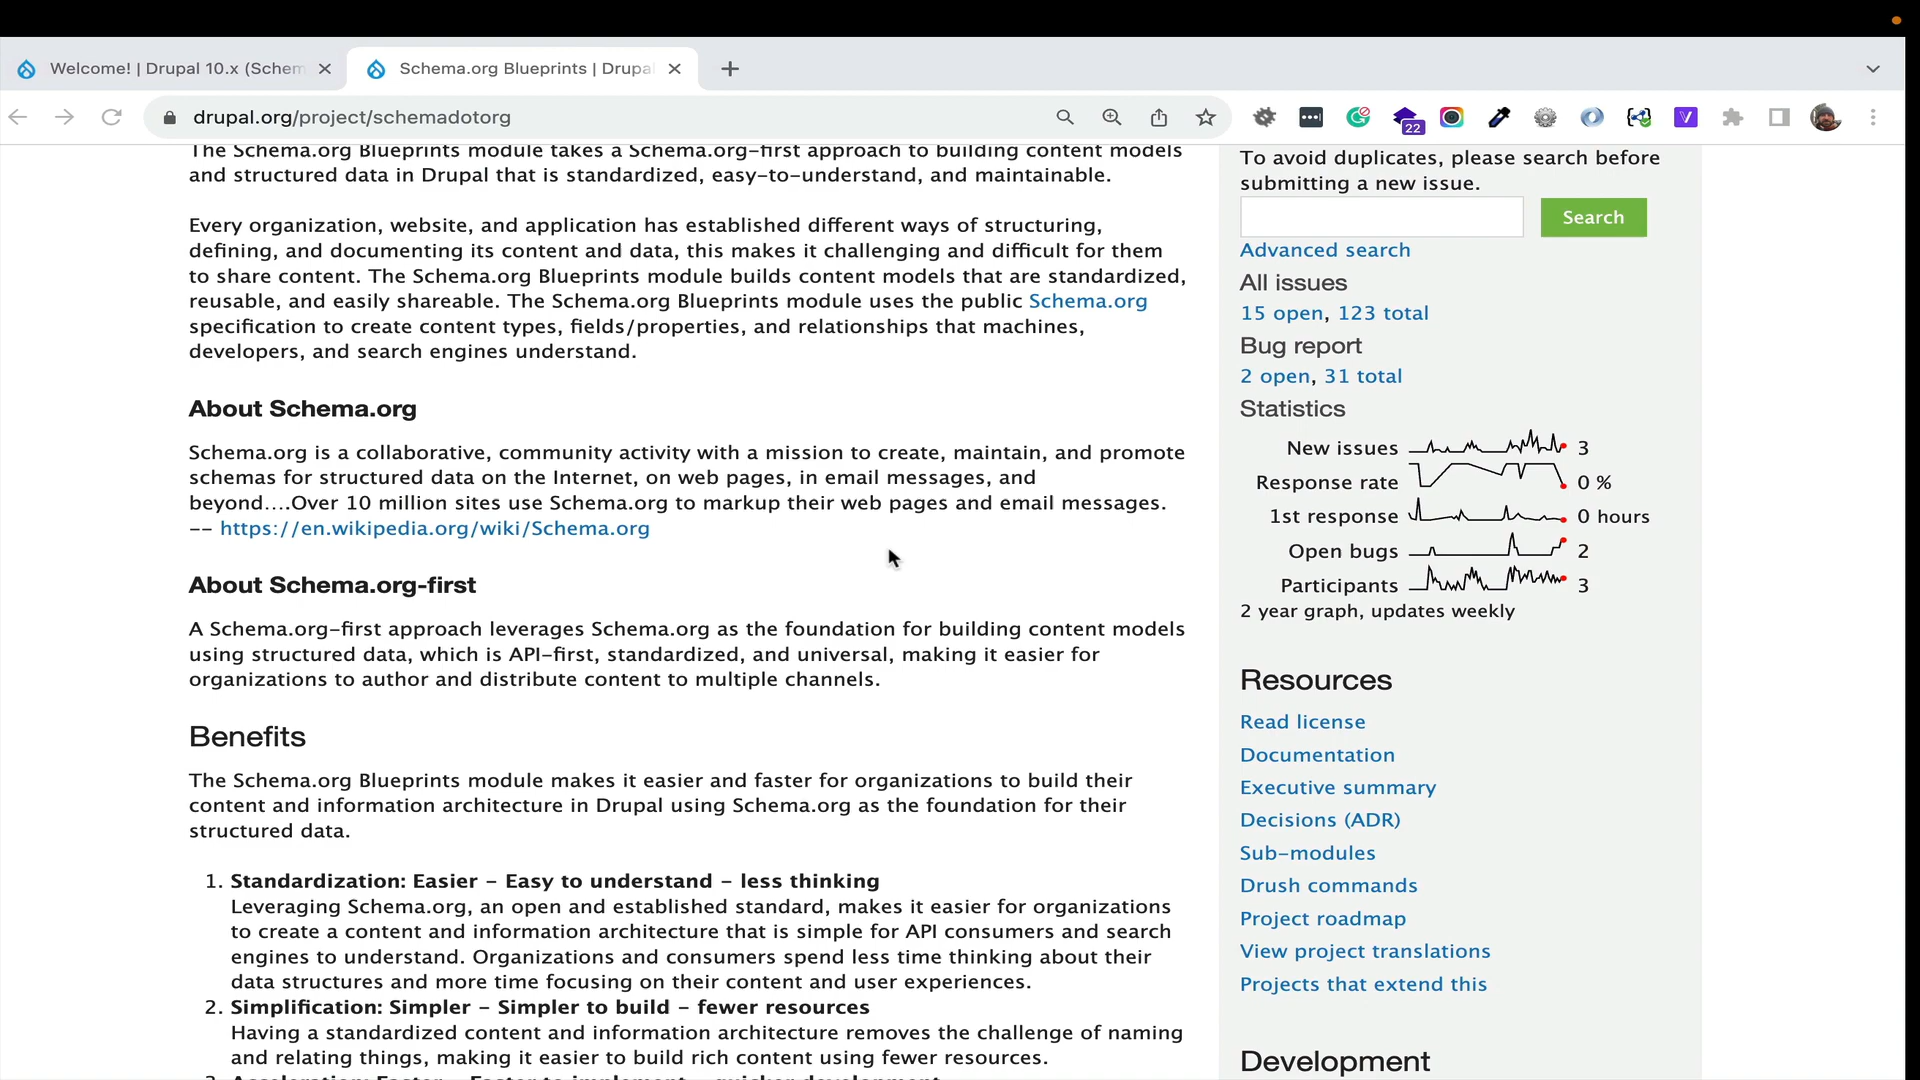 Welcome! | Drupal 10.x (Schem
Schema.org Blueprints | Drupal
drupal.org/project/schemadotorg
22
The Schema.org Blueprints module takes a Schema.org-first approach to building content models
and structured data in Drupal that is standardized, easy-to-understand, and maintainable.
Every organization, website, and application has established different ways of structuring,
defining, and documenting its content and data, this makes it challenging and difficult for them
to share content. The Schema.org Blueprints module builds content models that are standardized,
reusable, and easily shareable. The Schema.org Blueprints module uses the public Schema.org
specification to create content types, fields/properties, and relationships that machines,
developers, and search engines understand.
About Schema.org
Schema.org is a collaborative, community activity with a mission to create, maintain, and promote
schemas for structured data on the Internet, on web pages, in email messages, and
beyond....Over 10 million sites use Schema.org to markup their web pages and email messages.
-- https://en.wikipedia.org/wiki/Schema.org
About Schema.org-first
A Schema.org-first approach leverages Schema.org as the foundation for building content models
using structured data, which is API-first, standardized, and universal, making it easier for
organizations to author and distribute content to multiple channels.
Benefits
The Schema.org Blueprints module makes it easier and faster for organizations to build their
content and information architecture in Drupal using Schema.org as the foundation for their
structured data.
1. Standardization: Easier - Easy to understand - less thinking
Leveraging Schema.org, an open and established standard, makes it easier for organizations
to create a content and information architecture that is simple for API consumers and search
engines to understand. Organizations and consumers spend less time thinking about their
data structures and more time focusing on their content and user experiences.
2. Simplification: Simpler - Simpler to build - fewer resources
Having a standardized content and information architecture removes the challenge of naming
and relating things, making it easier to build rich content using fewer resources.
3. Acceleration: Faster - Faster to implement - quicker development
To avoid duplicates, please search before
submitting a new issue.
Search
Advanced search
All issues
15 open, 123 total
Bug report
2 open, 31 total
Statistics
New issues 3
Response rate 0 %
1st response 0 hours
Open bugs 2
Participants 3
2 year graph, updates weekly
Resources
Read license
Documentation
Executive summary
Decisions (ADR)
Sub-modules
Drush commands
Project roadmap
View project translations
Projects that extend this
Development